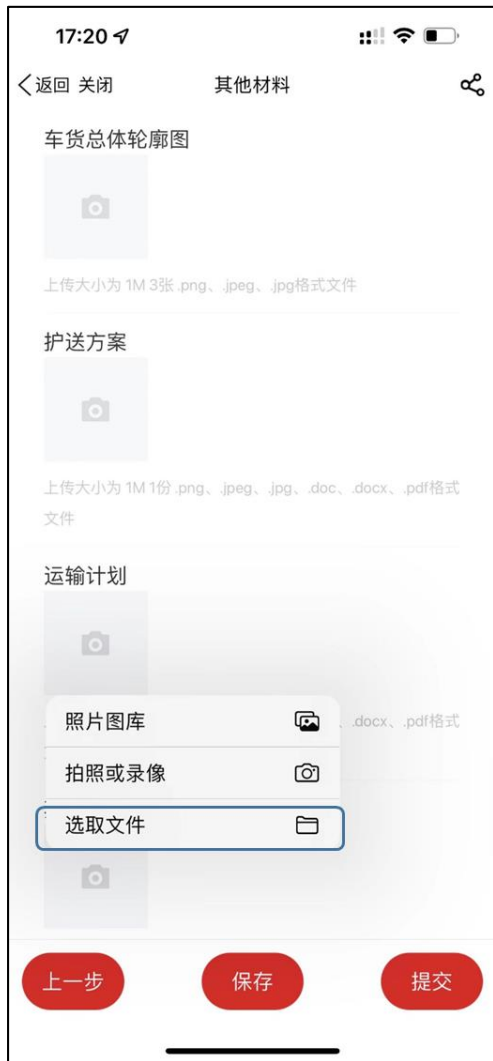 17:20
返回 关闭 其他材料
车货总体轮廓图
上传大小为 1M 3张 .png、.jpeg、.jpg格式文件
护送方案
上传大小为 1M 1份 .png、.jpeg、.jpg、.doc、.docx、.pdf格式
文件
运输计划
.docx、.pdf格式
照片图库
拍照或录像
选取文件
上一步 保存 提交